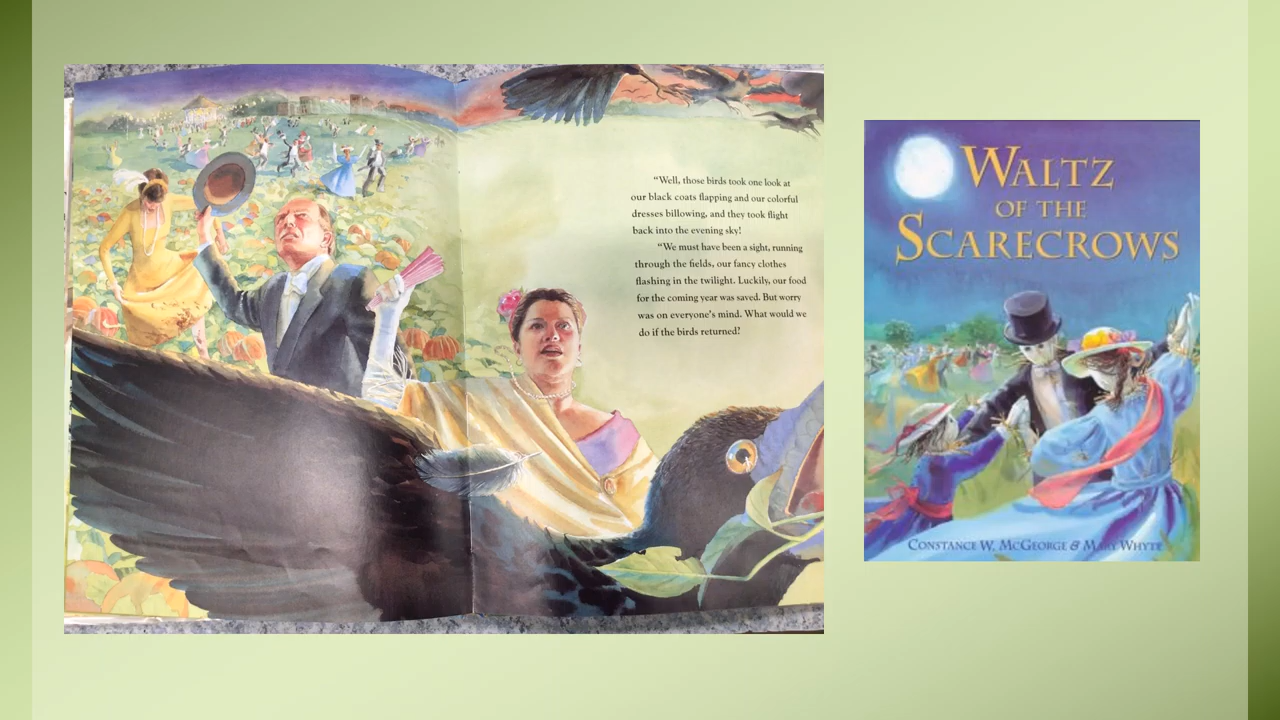 “Well, those birds took one look at
our black coats flapping and our colorful
dresses billowing, and they took flight
back into the evening sky!
“We must have been a sight, running
through the fields, our fancy clothes
flashing in the twilight. Luckily, our food
for the coming year was saved. But worry
was on everyone’s mind. What would we
do if the birds returned?
WALTZ
OF THE
SCARECROWS
CONSTANCE W. MCGEORGE & MARY WHYTE